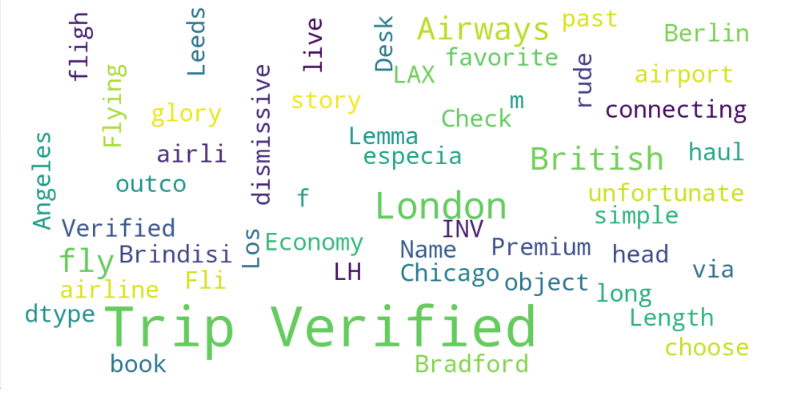 fligh
Leeds
live
Desk
Airways
past
Berlin
favorite
LAX
rude
airport
Flying
glory
story
m
connecting
dismissive
Check
Lemma
airli
especia
British
haul
Angeles
outco
f
London
unfortunate
simple
Verified
INV
Los
Economy
Name
Premium
head
fly
Brindisi
LH
Chicago
object
via
airline
Fli
long
dtype
Trip Verified
Length
book
Bradford
choose